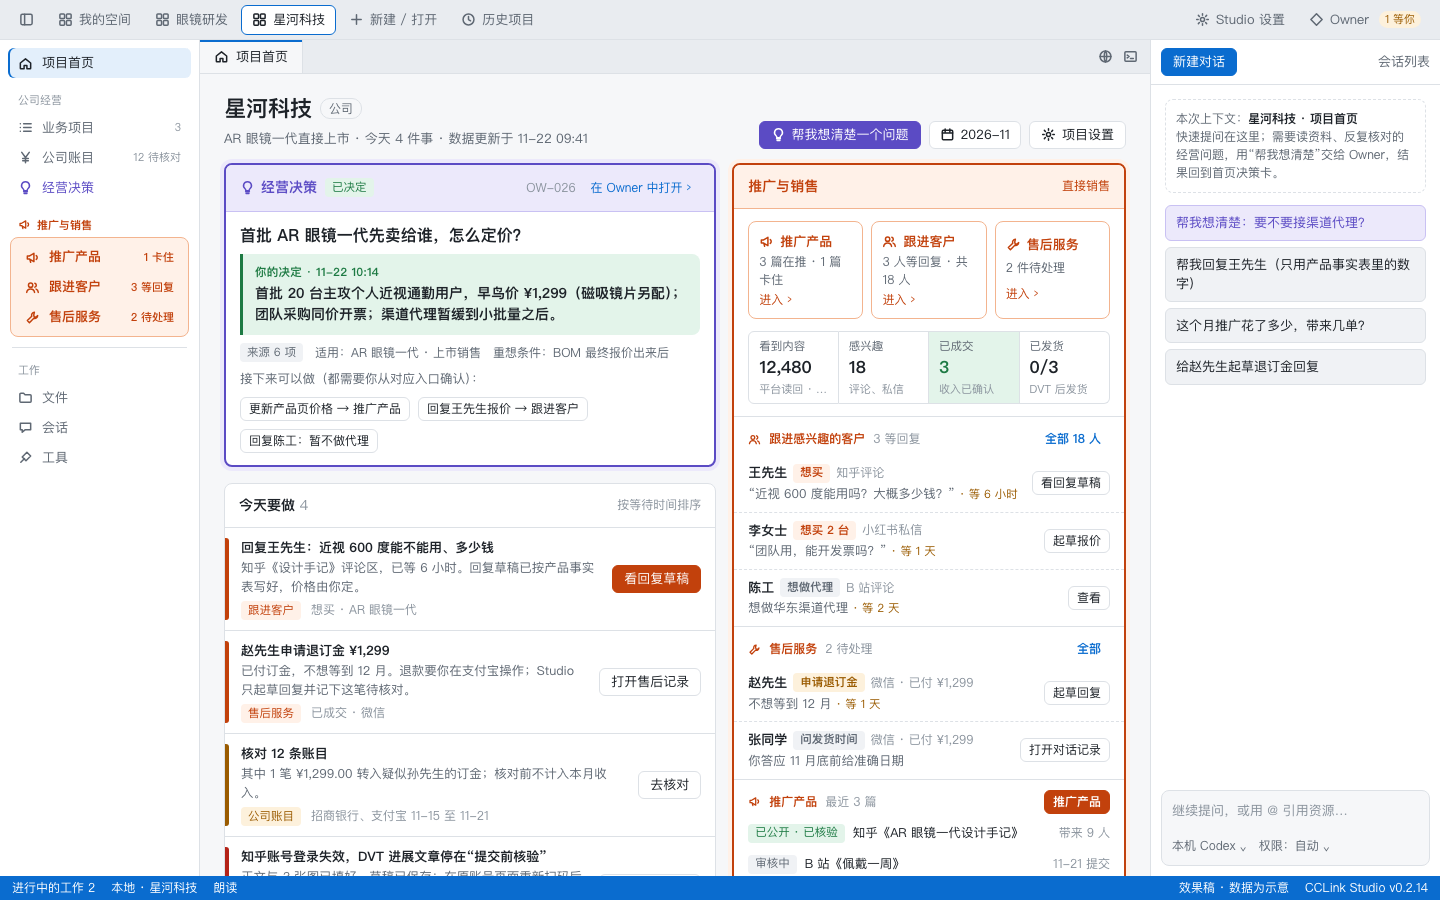 我的空间
眼镜研发
星河科技
新建 / 打开
历史项目
Studio 设置
Owner
1 等你
项目首页
公司经营
业务项目
3
公司账目
12 待核对
经营决策
推广与销售
推广产品
1 卡住
跟进客户
3 等回复
售后服务
2 待处理
工作
文件
会话
工具
项目首页
星河科技
公司
AR 眼镜一代直接上市 · 今天 4 件事 · 数据更新于 11-22 09:41
帮我想清楚一个问题
2026-11
项目设置
经营决策
已决定
OW-026
在 Owner 中打开 ›
首批 AR 眼镜一代先卖给谁，怎么定价？
你的决定 · 11-22 10:14
首批 20 台主攻个人近视通勤用户，早鸟价 ¥1,299（磁吸镜片另配）；
团队采购同价开票；渠道代理暂缓到小批量之后。
来源 6 项
适用：AR 眼镜一代 · 上市销售
重想条件：BOM 最终报价出来后
接下来可以做（都需要你从对应入口确认）：
更新产品页价格 → 推广产品
回复王先生报价 → 跟进客户
回复陈工：暂不做代理
今天要做 4
按等待时间排序
回复王先生：近视 600 度能不能用、多少钱
知乎《设计手记》评论区，已等 6 小时。回复草稿已按产品事实
表写好，价格由你定。
跟进客户
想买 · AR 眼镜一代
看回复草稿
赵先生申请退订金 ¥1,299
已付订金，不想等到 12 月。退款要你在支付宝操作；Studio
只起草回复并记下这笔待核对。
售后服务
已成交 · 微信
打开售后记录
核对 12 条账目
其中 1 笔 ¥1,299.00 转入疑似孙先生的订金；核对前不计入本月收
入。
公司账目
招商银行、支付宝 11-15 至 11-21
去核对
知乎账号登录失效，DVT 进展文章停在“提交前核验”
推广与销售
直接销售
推广产品
3 篇在推 · 1 篇
卡住
进入 ›
跟进客户
3 人等回复 · 共
18 人
进入 ›
售后服务
2 件待处理
进入 ›
看到内容
12,480
平台读回 · …
感兴趣
18
评论、私信
已成交
3
收入已确认
已发货
0/3
DVT 后发货
跟进感兴趣的客户
3 等回复
全部 18 人
王先生
想买
知乎评论
“近视 600 度能用吗？大概多少钱？” · 等 6 小时
看回复草稿
李女士
想买 2 台
小红书私信
“团队用，能开发票吗？” · 等 1 天
起草报价
陈工
想做代理
B 站评论
想做华东渠道代理 · 等 2 天
查看
售后服务
2 待处理
全部
赵先生
申请退订金
微信 · 已付 ¥1,299
不想等到 12 月 · 等 1 天
起草回复
张同学
问发货时间
微信 · 已付 ¥1,299
你答应 11 月底前给准确日期
打开对话记录
推广产品
最近 3 篇
推广产品
已公开 · 已核验
知乎《AR 眼镜一代设计手记》
带来 9 人
审核中
B 站《佩戴一周》
11-21 提交
新建对话
会话列表
本次上下文：星河科技 · 项目首页
快速提问在这里；需要读资料、反复核对的
经营问题，用“帮我想清楚”交给 Owner，结
果回到首页决策卡。
帮我想清楚：要不要接渠道代理？
帮我回复王先生（只用产品事实表里的数
字）
这个月推广花了多少，带来几单？
给赵先生起草退订金回复
继续提问，或用 @ 引用资源…
本机 Codex
权限：自动
进行中的工作 2
本地 · 星河科技
朗读
效果稿 · 数据为示意
CCLink Studio v0.2.14